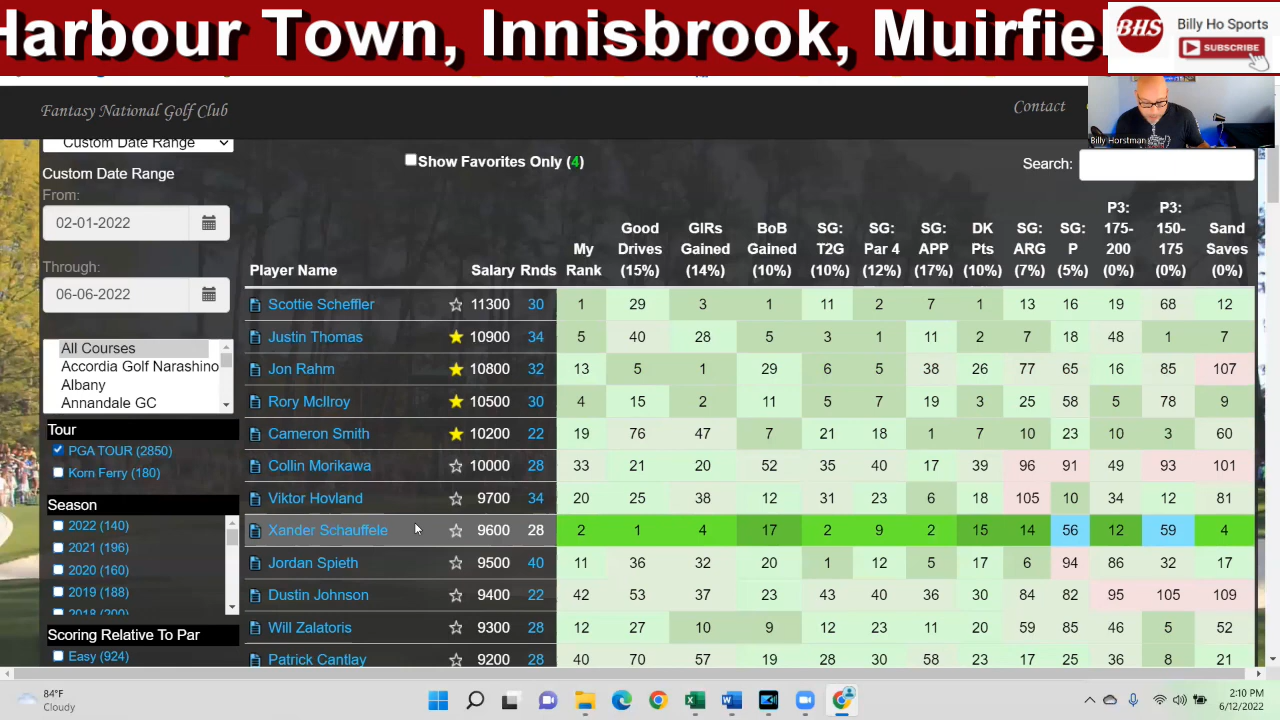 Harbour Town, Innisbrook, Muirfie
BHS
Billy Ho Sports
SUBSCRIBE
Fantasy National Golf Club
Contact
Billy Horstman
Custom Date Range
Show Favorites Only (4)
Search:
Custom Date Range
From:
02-01-2022
Through:
06-06-2022
All Courses
Accordia Golf Narashino
Albany
Annandale GC
Tour
PGA TOUR (2850)
Korn Ferry (180)
Season
2022 (140)
2021 (196)
2020 (160)
2019 (188)
2018 (200)
Scoring Relative To Par
Easy (924)
Player Name Salary Rnds My Rank Good Drives (15%) GIRs Gained (14%) BoB Gained (10%) SG: T2G (10%) SG: Par 4 (12%) SG: APP (17%) DK Pts (10%) SG: ARG (7%) SG: P (5%) P3: 175-200 (0%) P3: 150-175 (0%) Sand Saves (0%)
Scottie Scheffler 11300 30 1 29 3 1 11 2 7 1 13 16 19 68 12
Justin Thomas 10900 34 5 40 28 5 3 1 11 2 7 18 48 1 7
Jon Rahm 10800 32 13 5 1 29 6 5 38 26 77 65 16 85 107
Rory McIlroy 10500 30 4 15 2 11 5 7 19 3 25 58 5 78 9
Cameron Smith 10200 22 19 76 47 7 21 18 1 7 10 23 10 3 60
Collin Morikawa 10000 28 33 21 20 52 35 40 17 39 96 91 49 93 101
Viktor Hovland 9700 34 20 25 38 12 31 23 6 18 105 10 34 12 81
Xander Schauffele 9600 28 2 1 4 17 2 9 2 15 14 56 12 59 4
Jordan Spieth 9500 40 11 36 32 20 1 12 5 17 6 94 86 32 17
Dustin Johnson 9400 22 42 53 37 23 43 40 36 30 84 82 95 105 109
Will Zalatoris 9300 28 12 27 10 9 12 23 11 20 59 85 46 5 52
Patrick Cantlay 9200 28 40 70 57 19 28 30 58 23 17 25 36 8 21
84°F
Cloudy
2:10 PM
6/12/2022